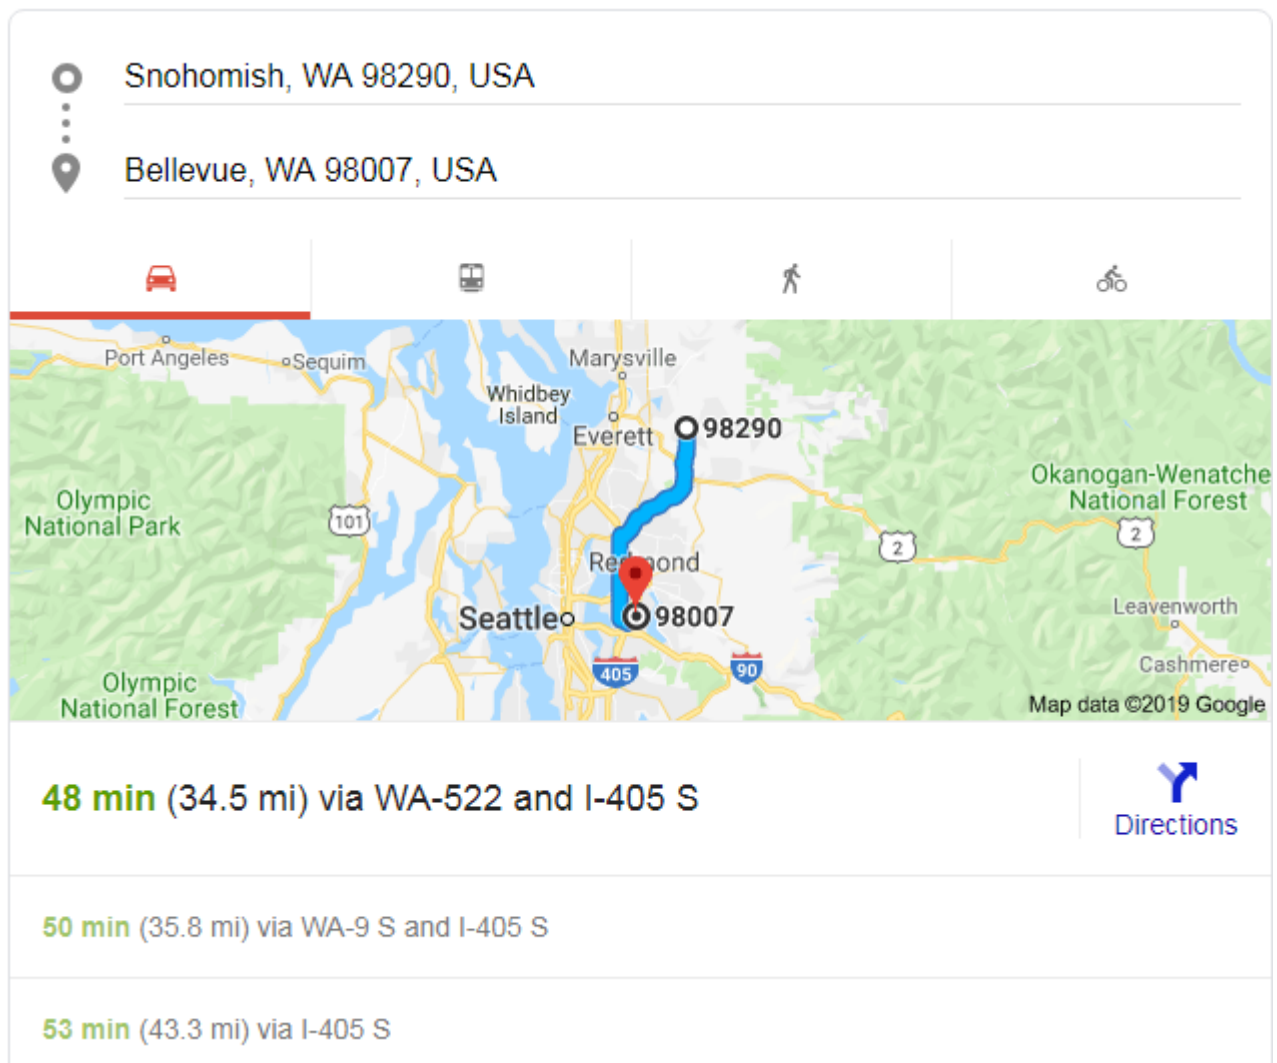 Snohomish, WA 98290, USA
Bellevue, WA 98007, USA
Port Angeles
Sequim
Marysville
Whidbey
Island
Everett
98290
Olympic
National Park
101
Okanogan-Wenatche
National Forest
2
2
Redmond
Seattle
98007
Leavenworth
405
90
Cashmere
Olympic
National Forest
Map data ©2019 Google
48 min (34.5 mi) via WA-522 and I-405 S
Directions
50 min (35.8 mi) via WA-9 S and I-405 S
53 min (43.3 mi) via I-405 S